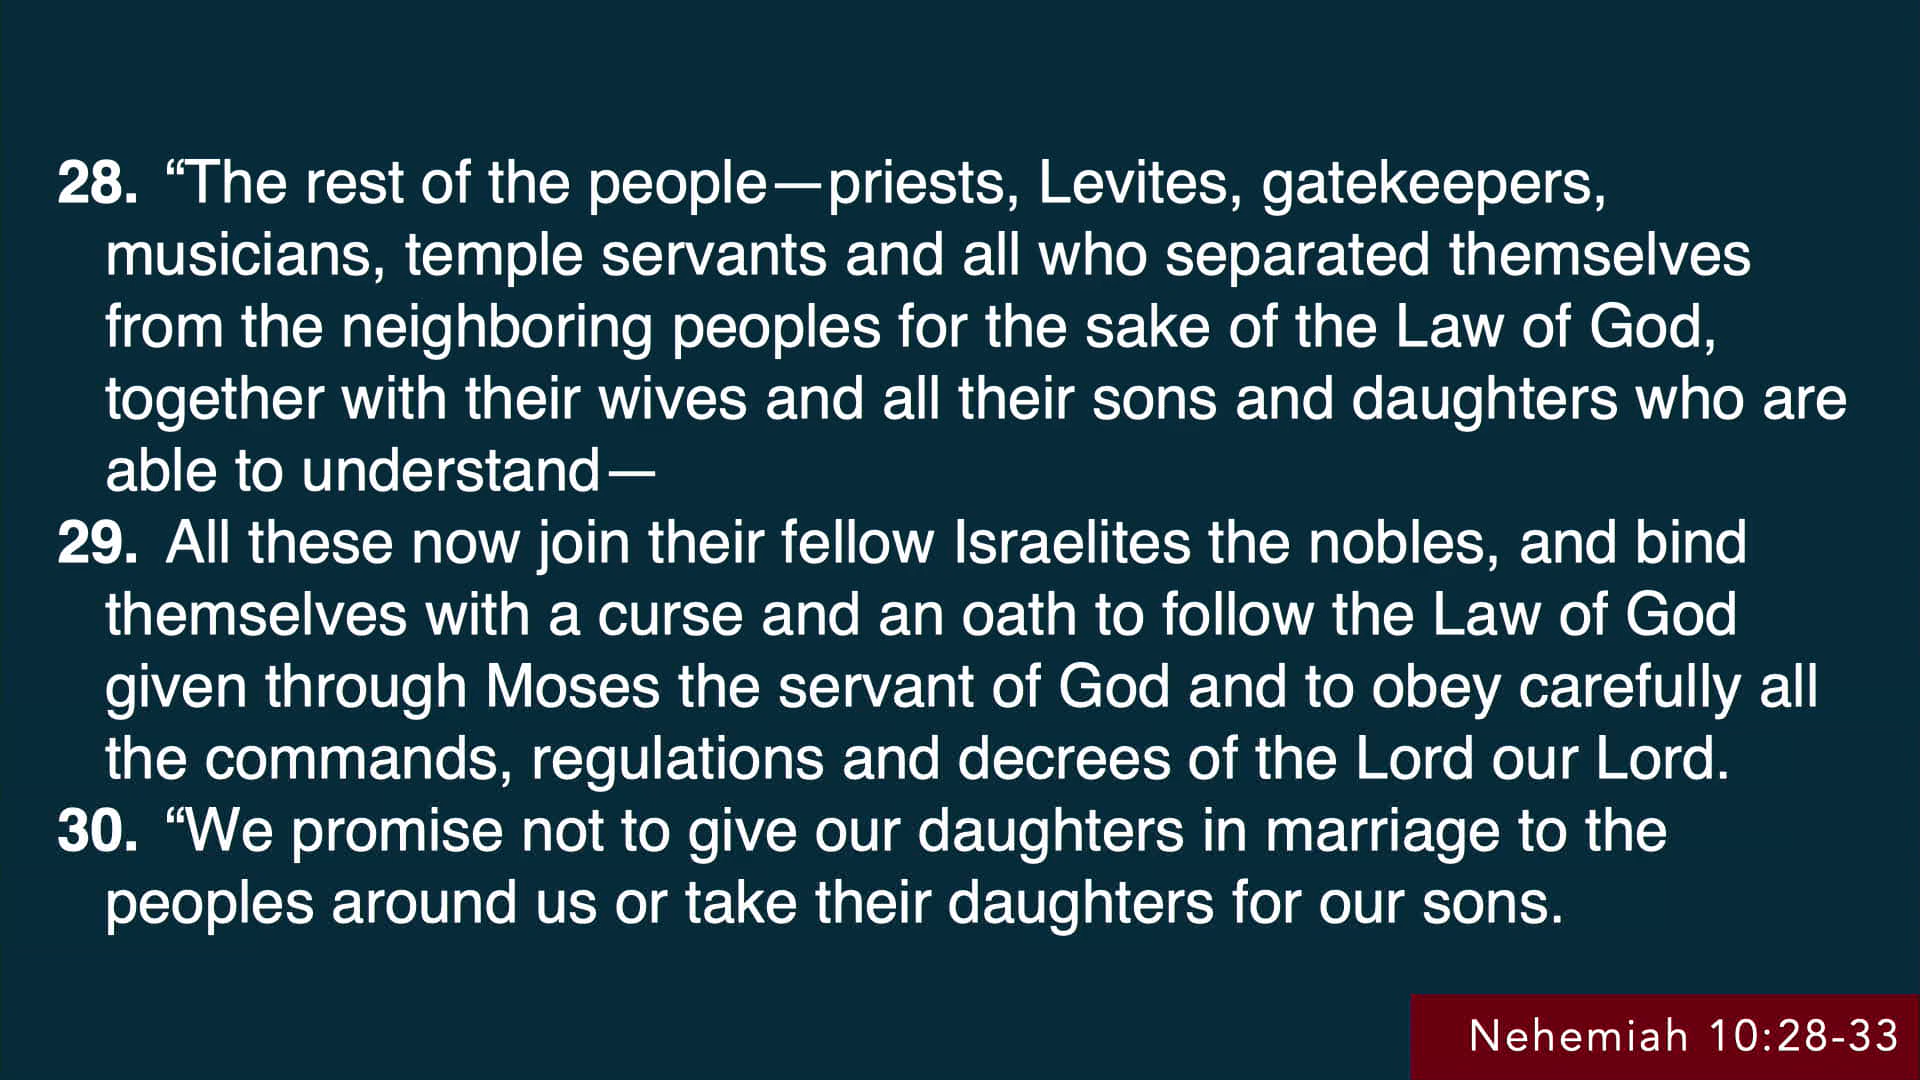 28. “The rest of the people—priests, Levites, gatekeepers,
musicians, temple servants and all who separated themselves
from the neighboring peoples for the sake of the Law of God,
together with their wives and all their sons and daughters who are
able to understand—
29. All these now join their fellow Israelites the nobles, and bind
themselves with a curse and an oath to follow the Law of God
given through Moses the servant of God and to obey carefully all
the commands, regulations and decrees of the Lord our Lord.
30. “We promise not to give our daughters in marriage to the
peoples around us or take their daughters for our sons.
Nehemiah 10:28-33